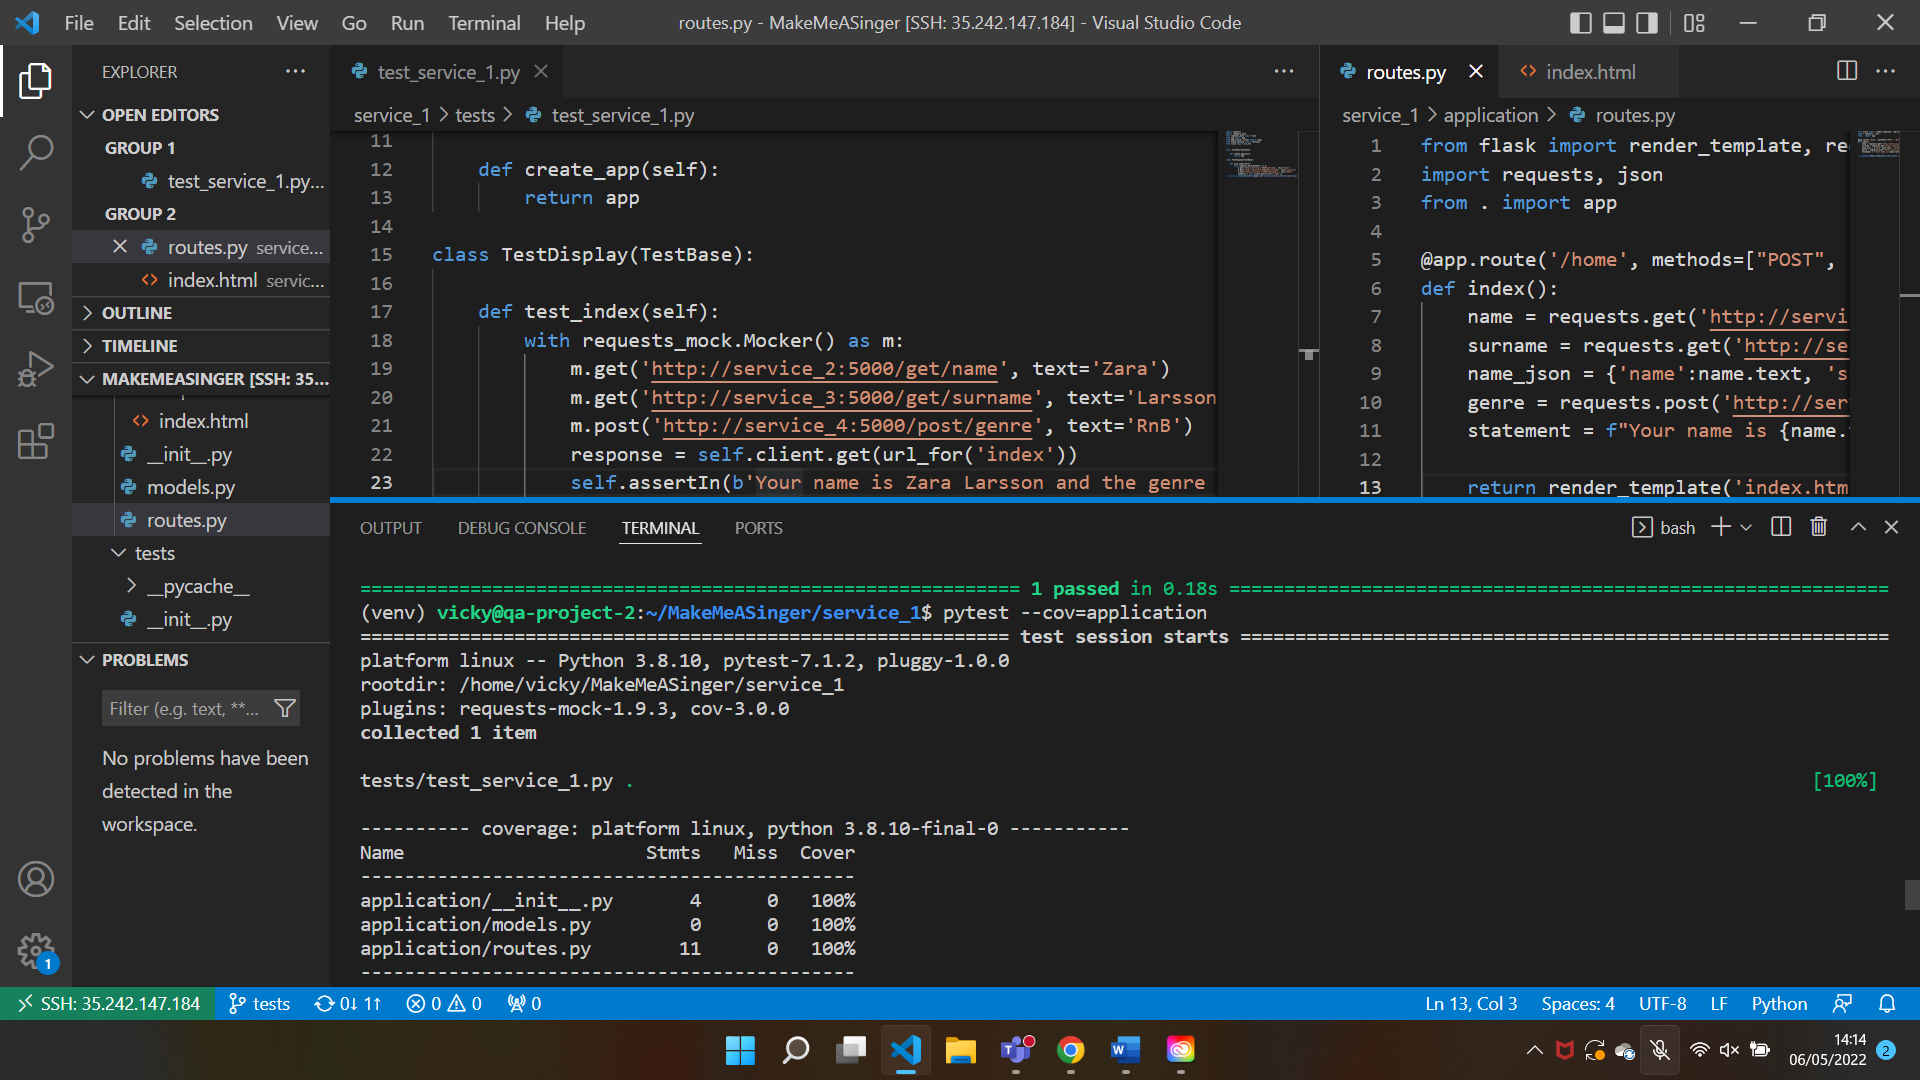 File Edit Selection View Go Run Terminal Help
routes.py - MakeMeASinger [SSH: 35.242.147.184] - Visual Studio Code
EXPLORER
OPEN EDITORS
GROUP 1
test_service_1.py...
GROUP 2
routes.py service...
index.html servic...
OUTLINE
TIMELINE
MAKEMEASINGER [SSH: 35...
index.html
__init__.py
models.py
routes.py
tests
__pycache__
__init__.py
PROBLEMS
Filter (e.g. text, **...
No problems have been
detected in the
workspace.
1
test_service_1.py
service_1 > tests > test_service_1.py
11
12 def create_app(self):
13 return app
14
15 class TestDisplay(TestBase):
16
17 def test_index(self):
18 with requests_mock.Mocker() as m:
19 m.get('http://service_2:5000/get/name', text='Zara')
20 m.get('http://service_3:5000/get/surname', text='Larsson
21 m.post('http://service_4:5000/post/genre', text='RnB')
22 response = self.client.get(url_for('index'))
23 self.assertIn(b'Your name is Zara Larsson and the genre
routes.py index.html
service_1 > application > routes.py
1 from flask import render_template, re
2 import requests, json
3 from . import app
4
5 @app.route('/home', methods=["POST",
6 def index():
7 name = requests.get('http://servi
8 surname = requests.get('http://se
9 name_json = {'name':name.text, 's
10 genre = requests.post('http://ser
11 statement = f"Your name is {name.
12
13 return render_template('index.htm
OUTPUT DEBUG CONSOLE TERMINAL PORTS
bash
============================================================ 1 passed in 0.18s ============================================================
(venv) vicky@qa-project-2:~/MakeMeASinger/service_1$ pytest --cov=application
=========================================================== test session starts ===========================================================
platform linux -- Python 3.8.10, pytest-7.1.2, pluggy-1.0.0
rootdir: /home/vicky/MakeMeASinger/service_1
plugins: requests-mock-1.9.3, cov-3.0.0
collected 1 item
tests/test_service_1.py . [100%]
---------- coverage: platform linux, python 3.8.10-final-0 -----------
Name Stmts Miss Cover
---------------------------------------------
application/__init__.py 4 0 100%
application/models.py 0 0 100%
application/routes.py 11 0 100%
---------------------------------------------
SSH: 35.242.147.184 tests 0↓ 1↑ 0 0 0
Ln 13, Col 3 Spaces: 4 UTF-8 LF Python
14:14
06/05/2022
2